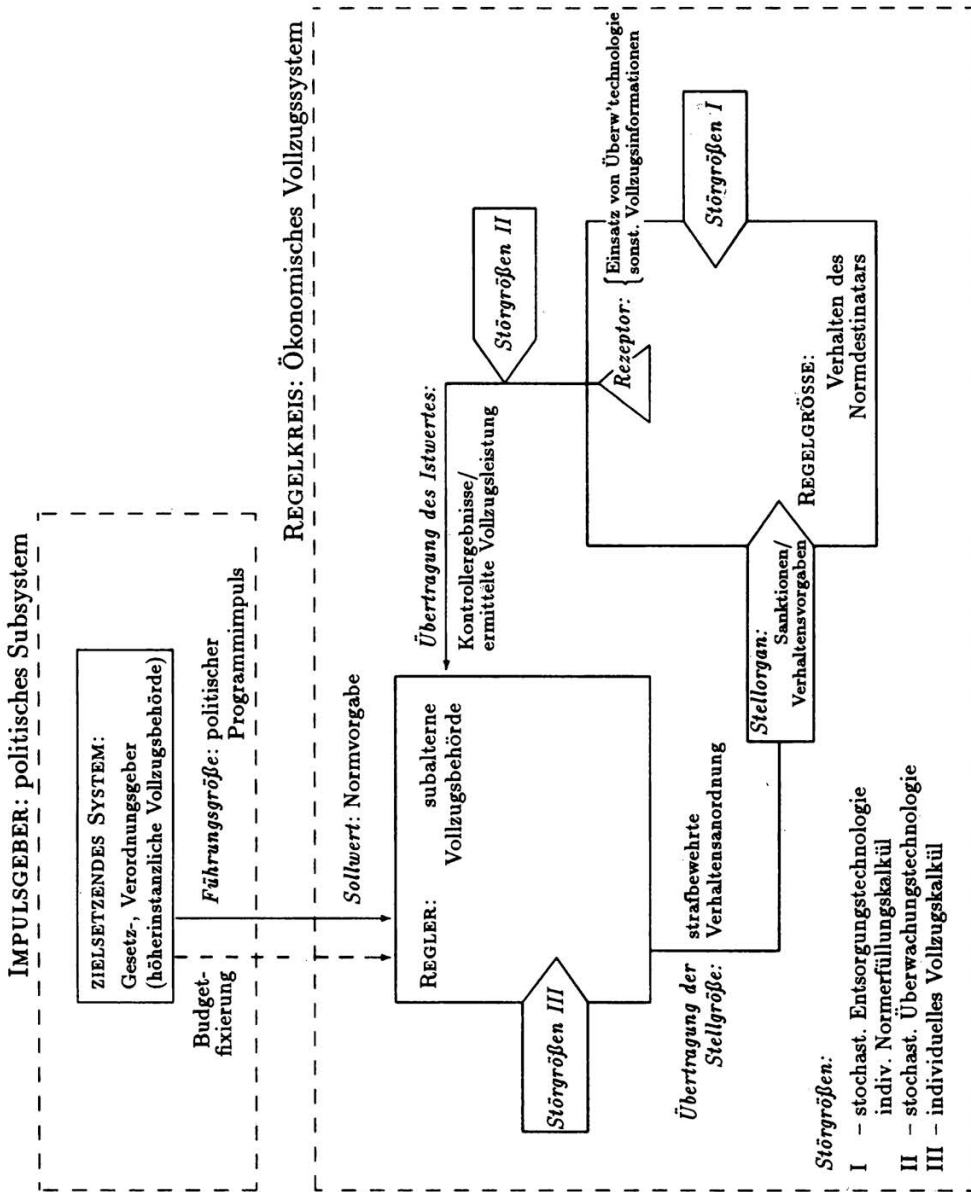 IMPULSGEBER: politisches Subsystem
ZIELSETZENDES SYSTEM:
Gesetz-, Verordnungsgeber
(höherinstanzliche Vollzugsbehörde)
Budget-
fixierung
Führungsgröße: politischer
Programmimpuls
REGELKREIS: Ökonomisches Vollzugssystem
Sollwert: Normvorgabe
REGLER:
subalterne
Vollzugsbehörde
Störgrößen III
Übertragung des Istwertes:
Kontrollergebnisse/
ermittelte Vollzugsleistung
Störgrößen II
Rezeptor:
Einsatz von Überw'technologie
sonst. Vollzugsinformationen
Störgrößen I
REGELGRÖSSE:
Verhalten des
Normdestinatars
Stellorgan:
Sanktionen/
Verhaltensvorgaben
Übertragung der
Stellgröße:
strafbewehrte
Verhaltensanordnung
Störgrößen:
I – stochast. Entsorgungstechnologie
indiv. Normerfüllungskalkül
II – stochast. Überwachungstechnologie
III – individuelles Vollzugskalkül